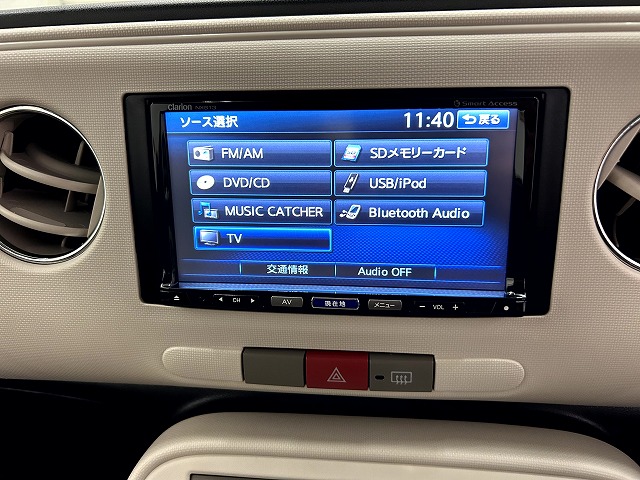 Clarion NX613
Smart Access
ソース選択 11:40 戻る
FM/AM SDメモリーカード
DVD/CD USB/iPod
MUSIC CATCHER Bluetooth Audio
TV
交通情報 Audio OFF
CH AV 現在地 メニュー − VOL +